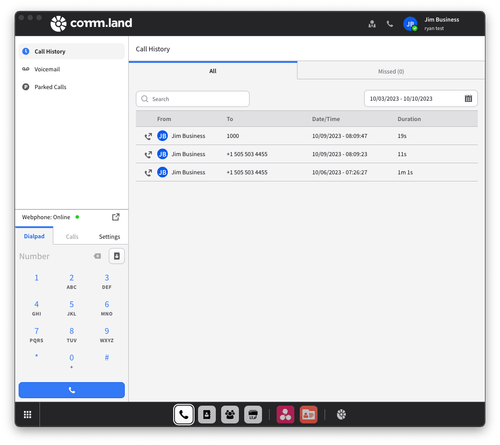 comm.land
JP
Jim Business
ryan test
Call History
Voicemail
Parked Calls
Call History
All
Missed (0)
Search
10/03/2023 - 10/10/2023
From To Date/Time Duration
JB Jim Business 1000 10/09/2023 - 08:09:47 19s
JB Jim Business +1 505 503 4455 10/09/2023 - 08:09:23 11s
JB Jim Business +1 505 503 4455 10/06/2023 - 07:26:27 1m 1s
Webphone: Online
Dialpad Calls Settings
Number
1 2 3
ABC DEF
4 5 6
GHI JKL MNO
7 8 9
PQRS TUV WXYZ
* 0 #
+